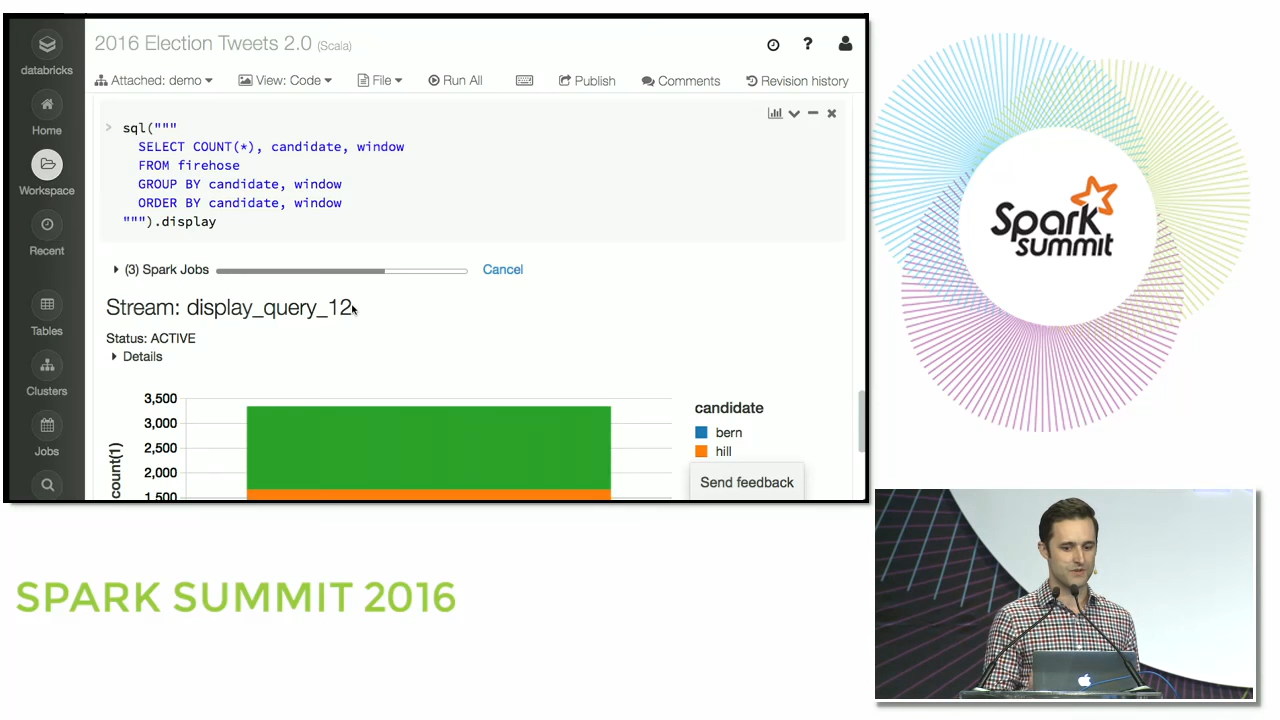 databricks
Home
Workspace
Recent
Tables
Clusters
Jobs
2016 Election Tweets 2.0 (Scala)
Attached: demo
View: Code
File
Run All
Publish
Comments
Revision history
> sql("""
SELECT COUNT(*), candidate, window
FROM firehose
GROUP BY candidate, window
ORDER BY candidate, window
""").display
(3) Spark Jobs
Cancel
Stream: display_query_12
Status: ACTIVE
Details
3,500
3,000
2,500
2,000
1,500
count(1)
candidate
bern
hill
Send feedback
Spark
summit
SPARK SUMMIT 2016